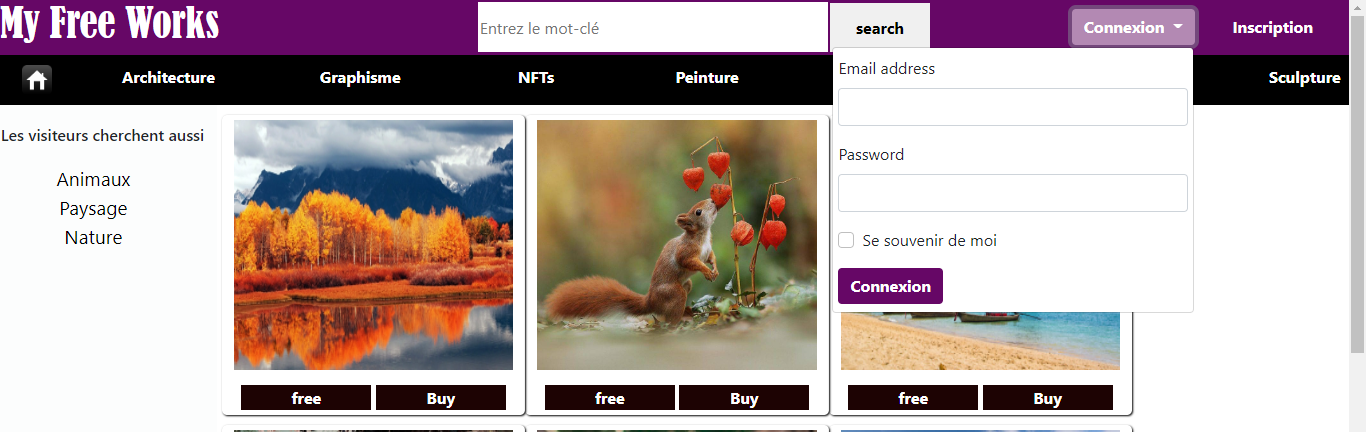 My Free Works
Entrez le mot-clé
search
Connexion
Inscription
Architecture
Graphisme
NFTs
Peinture
Sculpture
Email address
Password
Se souvenir de moi
Connexion
Les visiteurs cherchent aussi
Animaux
Paysage
Nature
free
Buy
free
Buy
free
Buy